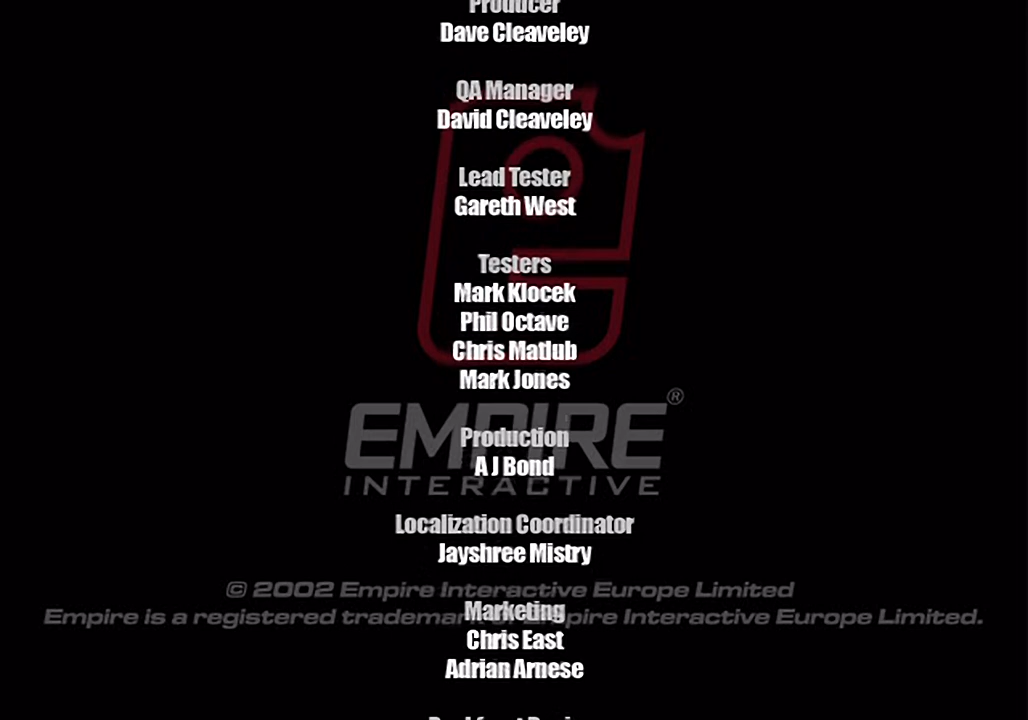 Producer
Dave Cleaveley
QA Manager
David Cleaveley
Lead Tester
Gareth West
Testers
Mark Klocek
Phil Octave
Chris Matlub
Mark Jones
EMPIRE®
INTERACTIVE
Production
A J Bond
Localization Coordinator
Jayshree Mistry
© 2002 Empire Interactive Europe Limited
Empire is a registered trademark of Empire Interactive Europe Limited.
Marketing
Chris East
Adrian Arnese